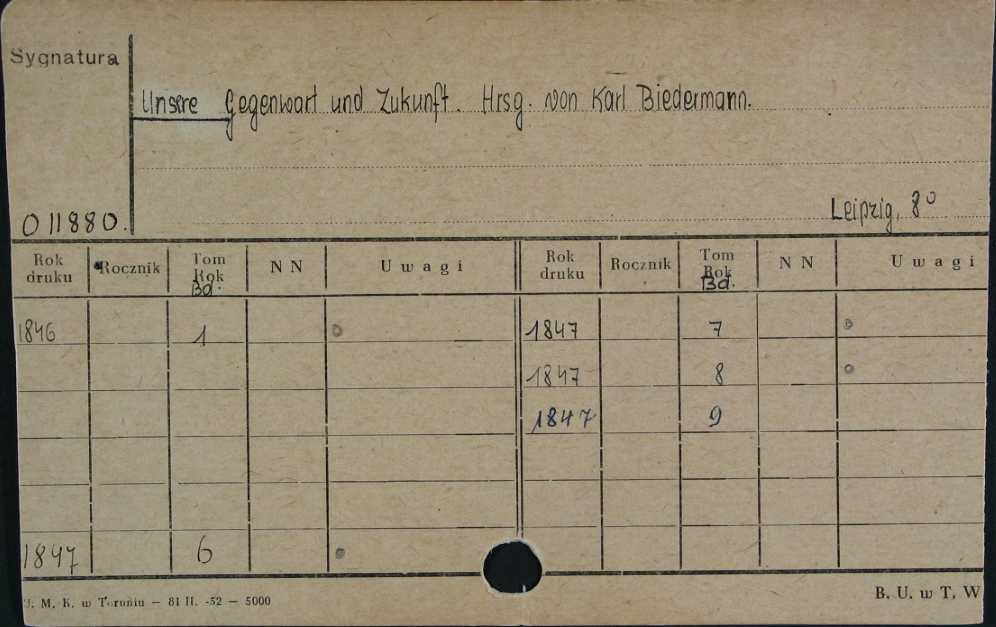 Sygnatura
Unsere Gegenwart und Zukunft. Hrsg. von Karl Biedermann.
Leipzig, 8°
011880.
Rok druku Rocznik Tom Rok Bd. N N Uwagi Rok druku Rocznik Tom Rok Bd. N N Uwagi
1846 1 o 1847 7 o
1847 8 o
1847 9
1847 6 o
U. M. K. w Toruniu — 81 II. -52 — 5000
B. U. w T. W